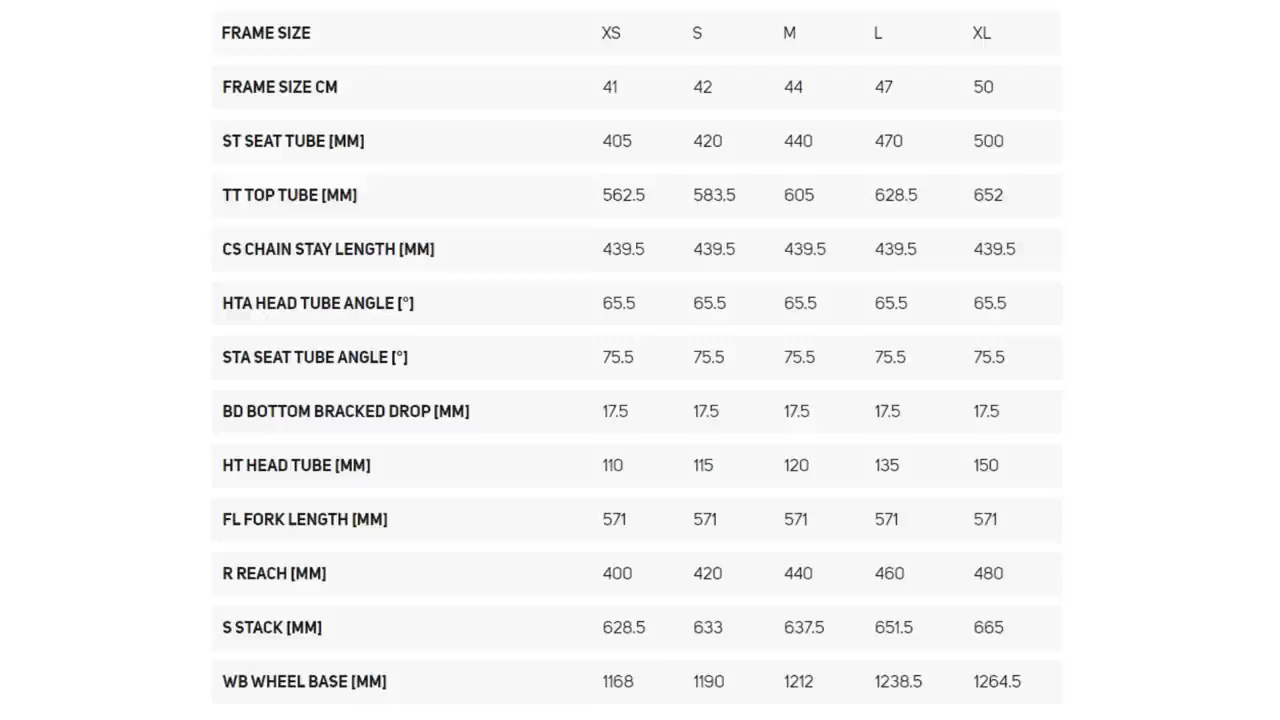 FRAME SIZE XS S M L XL
FRAME SIZE CM 41 42 44 47 50
ST SEAT TUBE [MM] 405 420 440 470 500
TT TOP TUBE [MM] 562.5 583.5 605 628.5 652
CS CHAIN STAY LENGTH [MM] 439.5 439.5 439.5 439.5 439.5
HTA HEAD TUBE ANGLE [°] 65.5 65.5 65.5 65.5 65.5
STA SEAT TUBE ANGLE [°] 75.5 75.5 75.5 75.5 75.5
BD BOTTOM BRACKED DROP [MM] 17.5 17.5 17.5 17.5 17.5
HT HEAD TUBE [MM] 110 115 120 135 150
FL FORK LENGTH [MM] 571 571 571 571 571
R REACH [MM] 400 420 440 460 480
S STACK [MM] 628.5 633 637.5 651.5 665
WB WHEEL BASE [MM] 1168 1190 1212 1238.5 1264.5